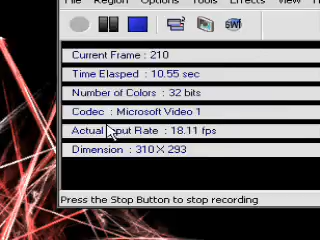 File Region Options Tools Effects View
SWF
Current Frame : 210
Time Elasped : 10.55 sec
Number of Colors : 32 bits
Codec : Microsoft Video 1
Actual Input Rate : 18.11 fps
Dimension : 310 X 293
Press the Stop Button to stop recording